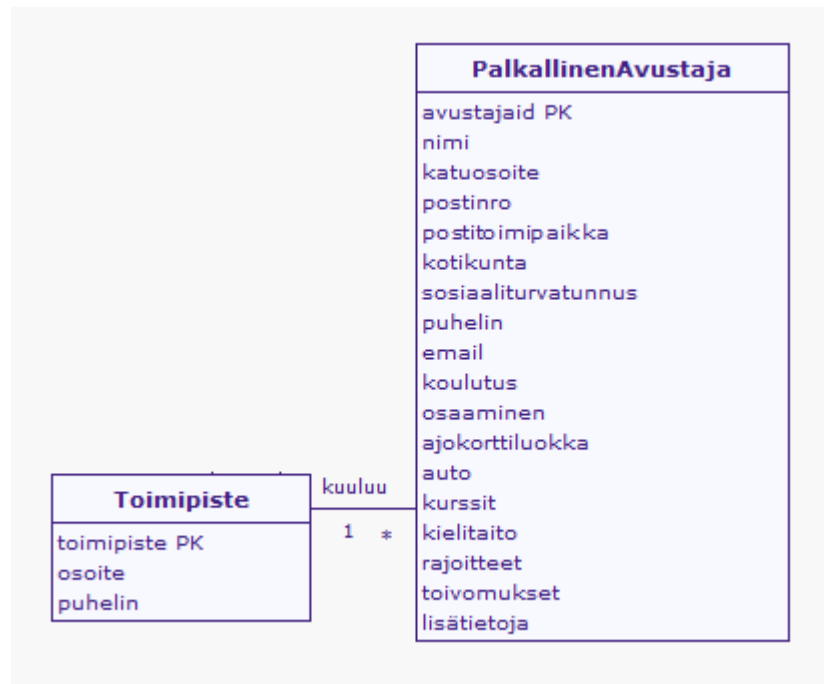 PalkallinenAvustaja
avustajaid PK
nimi
katuosoite
postinro
postitoimipaikka
kotikunta
sosiaaliturvatunnus
puhelin
email
koulutus
osaaminen
ajokorttiluokka
auto
kurssit
kielitaito
rajoitteet
toivomukset
lisätietoja
kuuluu
1 *
Toimipiste
toimipiste PK
osoite
puhelin